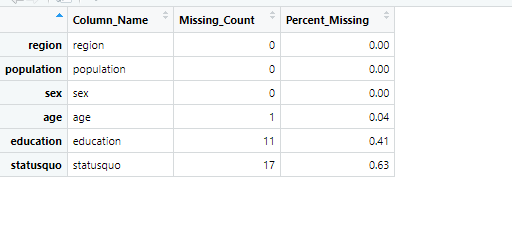 Column_Name Missing_Count Percent_Missing
region region 0 0.00
population population 0 0.00
sex sex 0 0.00
age age 1 0.04
education education 11 0.41
statusquo statusquo 17 0.63